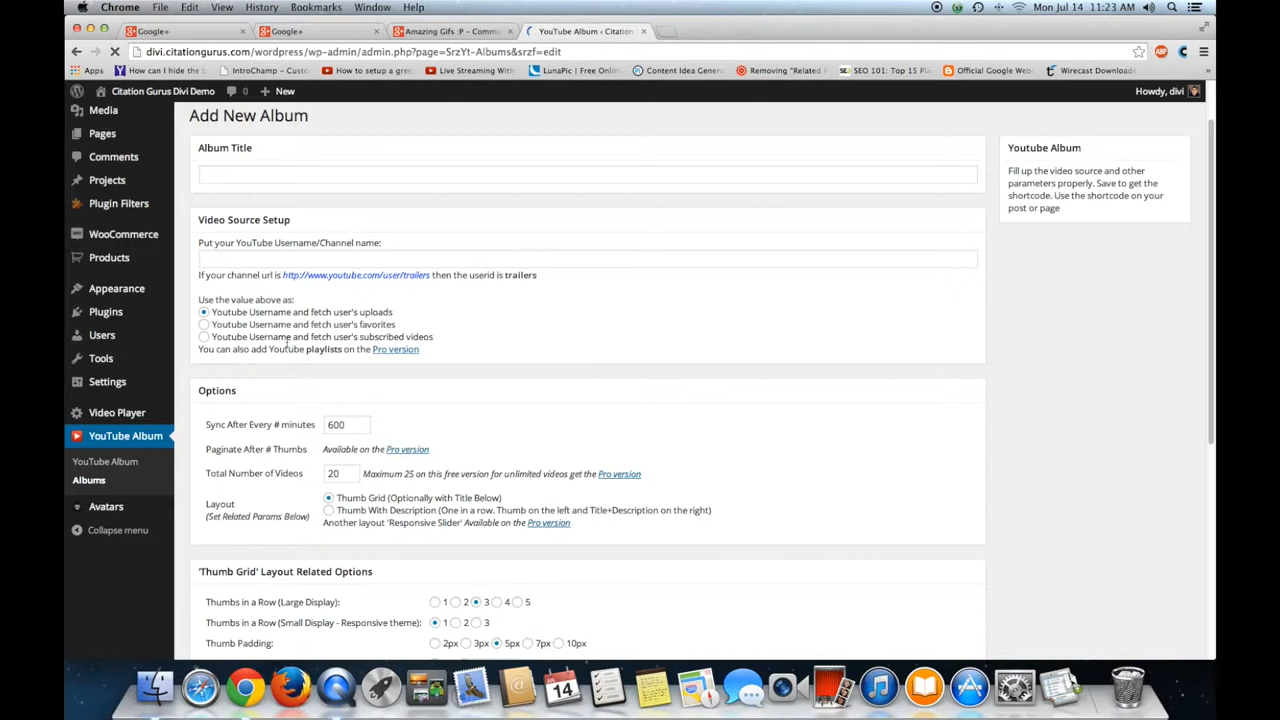 Chrome File Edit View History Bookmarks Window Help Mon Jul 14 11:23 AM
Google+ Google+ Amazing Gifs :P – Commu YouTube Album ‹ Citation
divi.citationgurus.com/wordpress/wp-admin/admin.php?page=SrzYt-Albums&srzf=edit
Apps How can I hide the t IntroChamp – Custo How to setup a gree Live Streaming With LunaPic | Free Onlin Content Idea Genera Removing "Related SEO 101: Top 15 Pla Official Google Web Wirecast Downloads
Citation Gurus Divi Demo 0 New Howdy, divi
Media
Pages
Comments
Projects
Plugin Filters
WooCommerce
Products
Appearance
Plugins
Users
Tools
Settings
Video Player
YouTube Album
YouTube Album
Albums
Avatars
Collapse menu
Add New Album
Album Title
Video Source Setup
Put your YouTube Username/Channel name:
If your channel url is http://www.youtube.com/user/trailers then the userid is trailers
Use the value above as:
Youtube Username and fetch user's uploads
Youtube Username and fetch user's favorites
Youtube Username and fetch user's subscribed videos
You can also add Youtube playlists on the Pro version
Options
Sync After Every # minutes 600
Paginate After # Thumbs Available on the Pro version
Total Number of Videos 20 Maximum 25 on this free version for unlimited videos get the Pro version
Layout
(Set Related Params Below)
Thumb Grid (Optionally with Title Below)
Thumb With Description (One in a row. Thumb on the left and Title+Description on the right)
Another layout 'Responsive Slider' Available on the Pro version
'Thumb Grid' Layout Related Options
Thumbs in a Row (Large Display): 1 2 3 4 5
Thumbs in a Row (Small Display - Responsive theme): 1 2 3
Thumb Padding: 2px 3px 5px 7px 10px
Youtube Album
Fill up the video source and other
parameters properly. Save to get the
shortcode. Use the shortcode on your
post or page
14